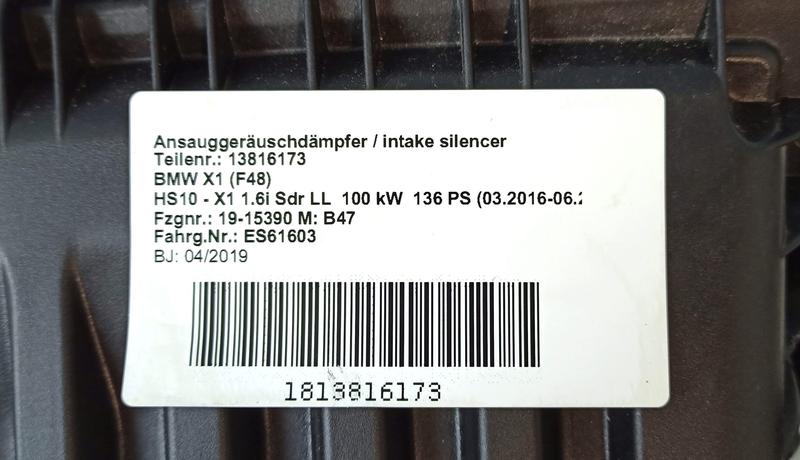 Ansauggeräuschdämpfer / intake silencer
Teilenr.: 13816173
BMW X1 (F48)
HS10 - X1 1.6i Sdr LL 100 kW 136 PS (03.2016-06.2
Fzgnr.: 19-15390 M: B47
Fahrg.Nr.: ES61603
BJ: 04/2019
1813816173